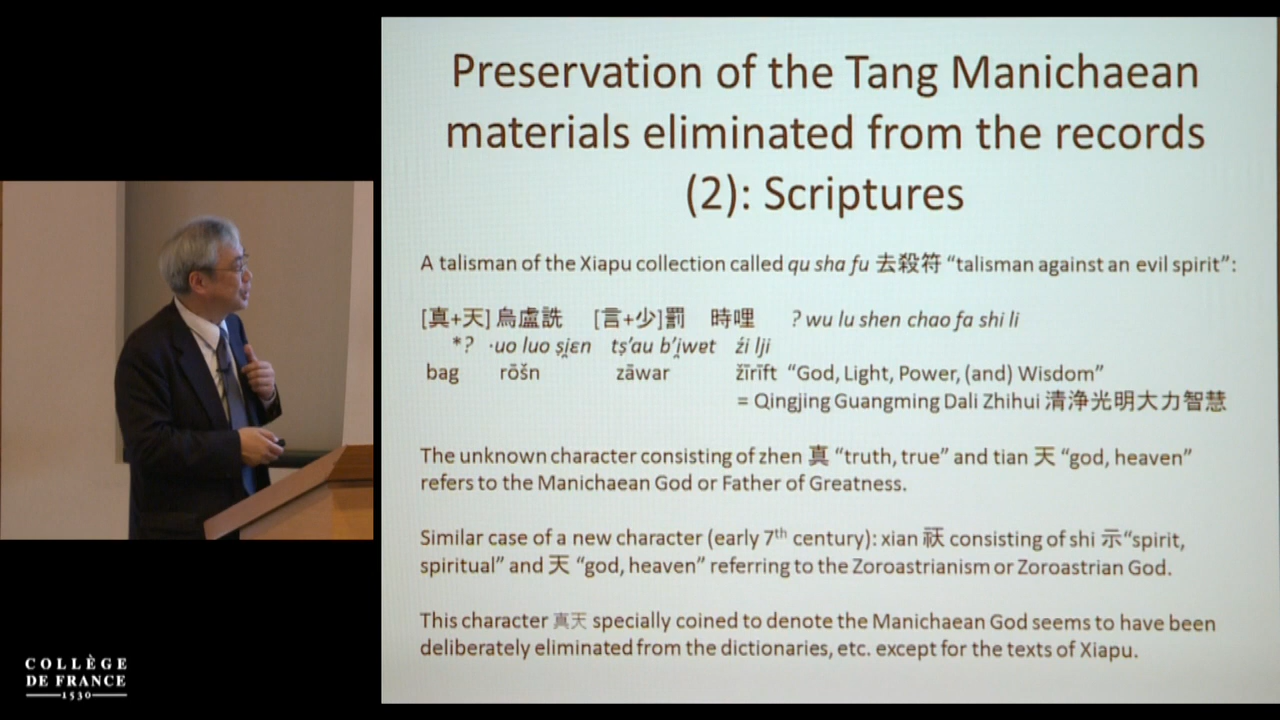 Preservation of the Tang Manichaean
materials eliminated from the records
(2): Scriptures
A talisman of the Xiapu collection called qu sha fu 去殺符 “talisman against an evil spirit”:
[真+天] 烏盧詵 [言+少]罰 時哩 ? wu lu shen chao fa shi li
*? ·uo luo ṣi̯ɛn tṣ’au b’i̯wɐt źi lji
bag rōšn zāwar žīrīft “God, Light, Power, (and) Wisdom”
= Qingjing Guangming Dali Zhihui 清浄光明大力智慧
The unknown character consisting of zhen 真 “truth, true” and tian 天 “god, heaven”
refers to the Manichaean God or Father of Greatness.
Similar case of a new character (early 7th century): xian 祆 consisting of shi 示“spirit,
spiritual” and 天 “god, heaven” referring to the Zoroastrianism or Zoroastrian God.
This character 真天 specially coined to denote the Manichaean God seems to have been
deliberately eliminated from the dictionaries, etc. except for the texts of Xiapu.
COLLÈGE
DE FRANCE
1530